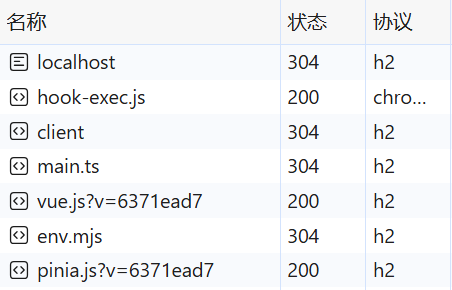 名称 状态 协议
localhost 304 h2
hook-exec.js 200 chro...
client 304 h2
main.ts 304 h2
vue.js?v=6371ead7 200 h2
env.mjs 304 h2
pinia.js?v=6371ead7 200 h2